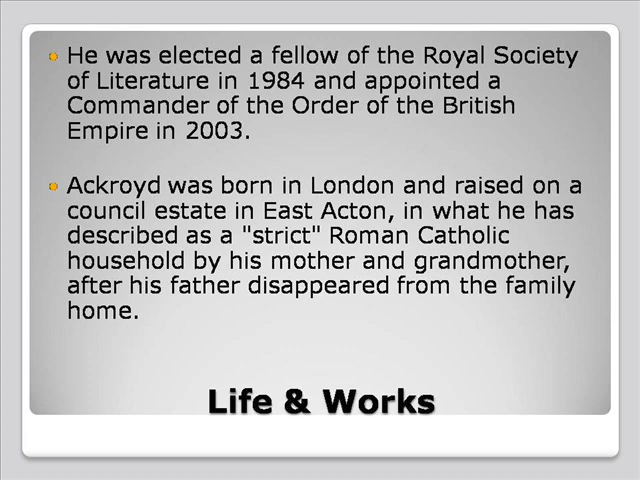 He was elected a fellow of the Royal Society
of Literature in 1984 and appointed a
Commander of the Order of the British
Empire in 2003.
Ackroyd was born in London and raised on a
council estate in East Acton, in what he has
described as a "strict" Roman Catholic
household by his mother and grandmother,
after his father disappeared from the family
home.
Life & Works